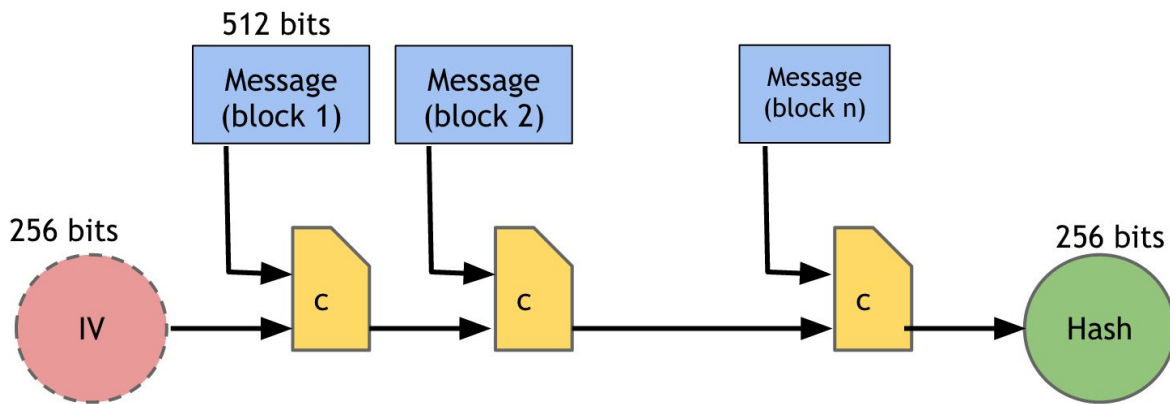 512 bits
Message
(block 1)
Message
(block 2)
Message
(block n)
256 bits
IV
c
c
c
256 bits
Hash